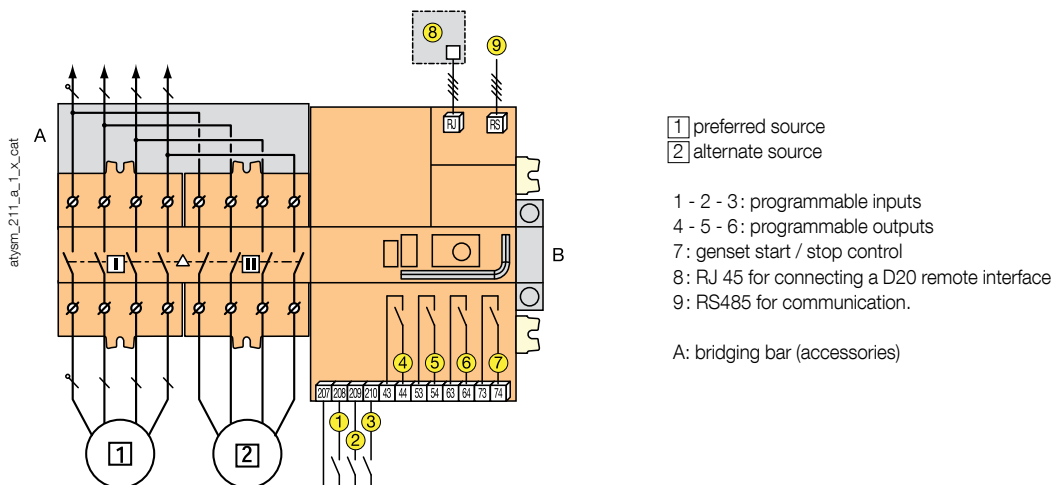 8
9
RJ
RS
A
atysm_211_a_1_x_cat
I
II
B
4
5
6
7
207 208 209 210 43 44 53 54 63 64 73 74
1
2
3
1
2
1 preferred source
2 alternate source
1 - 2 - 3 : programmable inputs
4 - 5 - 6 : programmable outputs
7 : genset start / stop control
8 : RJ 45 for connecting a D20 remote interface
9 : RS485 for communication.
A: bridging bar (accessories)